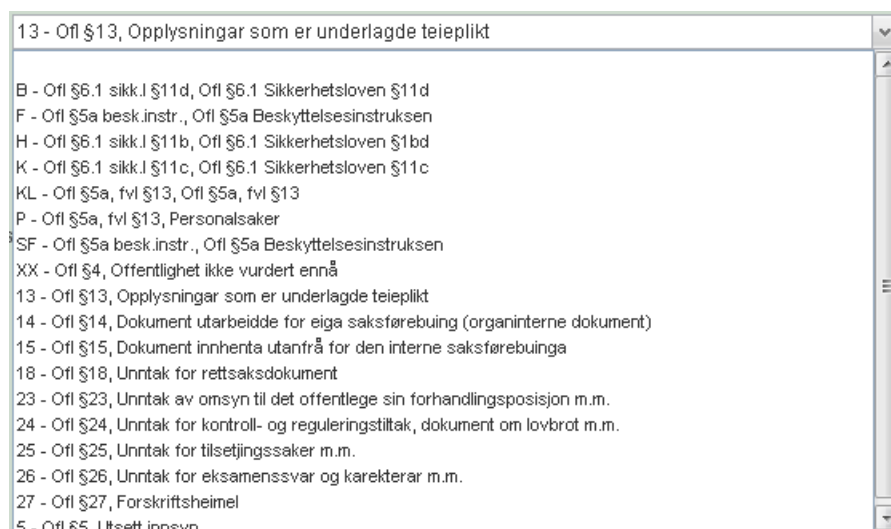 13 - Ofl §13, Opplysningar som er underlagde teieplikt
B - Ofl §6.1 sikk.l §11d, Ofl §6.1 Sikkerhetsloven §11d
F - Ofl §5a besk.instr., Ofl §5a Beskyttelsesinstruksen
H - Ofl §6.1 sikk.l §11b, Ofl §6.1 Sikkerhetsloven §1bd
K - Ofl §6.1 sikk.l §11c, Ofl §6.1 Sikkerhetsloven §11c
KL - Ofl §5a, fvl §13, Ofl §5a, fvl §13
P - Ofl §5a, fvl §13, Personalsaker
SF - Ofl §5a besk.instr., Ofl §5a Beskyttelsesinstruksen
XX - Ofl §4, Offentlighet ikke vurdert ennå
13 - Ofl §13, Opplysningar som er underlagde teieplikt
14 - Ofl §14, Dokument utarbeidde for eiga saksførebuing (organinterne dokument)
15 - Ofl §15, Dokument innhenta utanfrå for den interne saksførebuinga
18 - Ofl §18, Unntak for rettsaksdokument
23 - Ofl §23, Unntak av omsyn til det offentlege sin forhandlingsposisjon m.m.
24 - Ofl §24, Unntak for kontroll- og reguleringstiltak, dokument om lovbrot m.m.
25 - Ofl §25, Unntak for tilsetjingssaker m.m.
26 - Ofl §26, Unntak for eksamenssvar og karekterar m.m.
27 - Ofl §27, Forskriftsheimel
5 - Ofl §5, Utsett innsyn